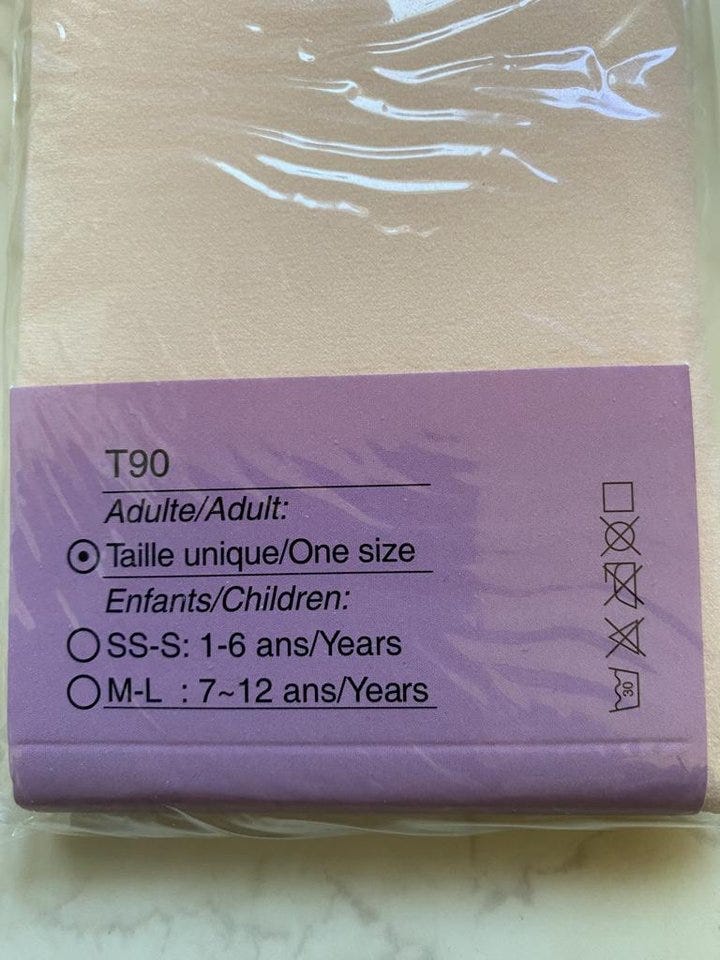 T90
Adulte/Adult:
Taille unique/One size
Enfants/Children:
SS-S: 1-6 ans/Years
M-L : 7~12 ans/Years
30